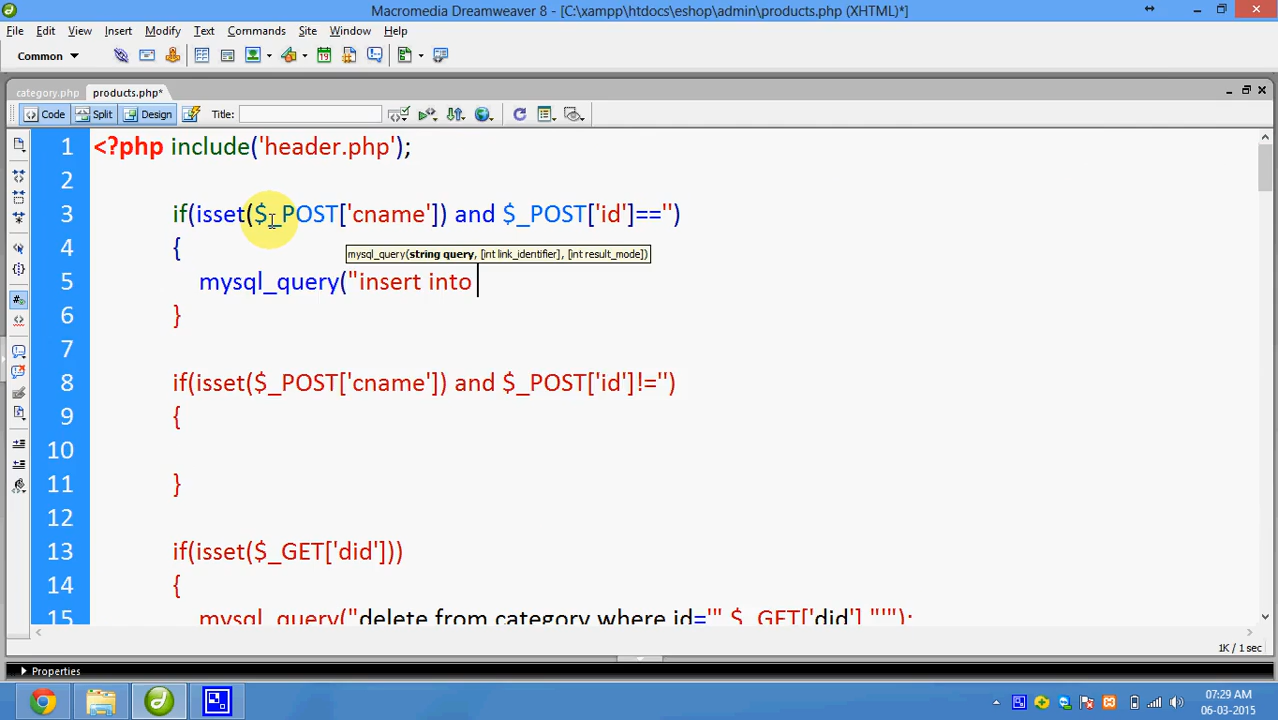 Macromedia Dreamweaver 8 - [C:\xampp\htdocs\eshop\admin\products.php (XHTML)*]
File Edit View Insert Modify Text Commands Site Window Help
Common
category.php products.php*
Code Split Design Title:
1 <?php include('header.php');
2
3 if(isset($_POST['cname']) and $_POST['id']=='')
4 {
mysql_query(string query, [int link_identifier], [int result_mode])
5 mysql_query("insert into
6 }
7
8 if(isset($_POST['cname']) and $_POST['id']!='')
9 {
10
11 }
12
13 if(isset($_GET['did']))
14 {
15 mysql_query("delete from category where id='".$_GET['did']."'");
1K / 1 sec
Properties
07:29 AM
06-03-2015